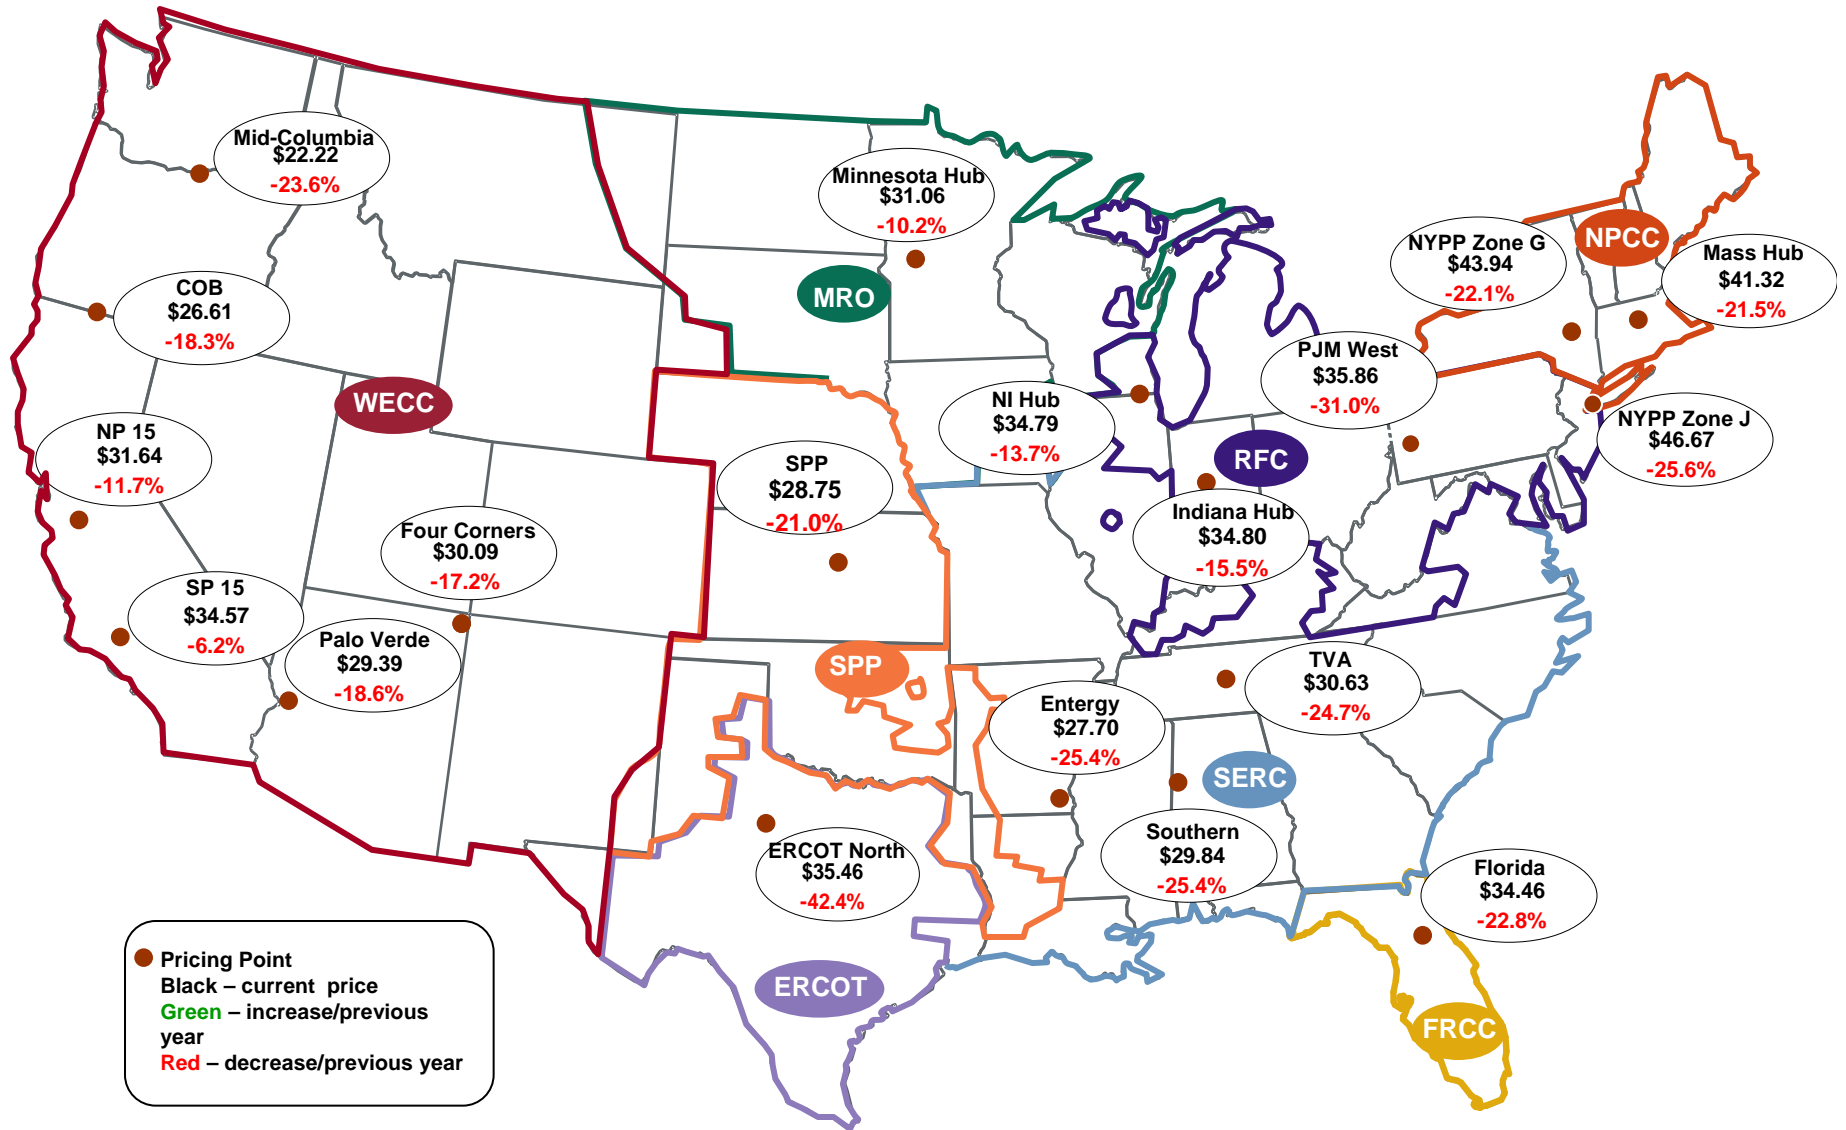 Mid-Columbia
$22.22
-23.6%
Minnesota Hub
$31.06
-10.2%
NYPP Zone G
$43.94
-22.1%
NPCC
Mass Hub
$41.32
-21.5%
COB
$26.61
-18.3%
MRO
PJM West
$35.86
-31.0%
WECC
NI Hub
$34.79
-13.7%
NYPP Zone J
$46.67
-25.6%
NP 15
$31.64
-11.7%
SPP
$28.75
-21.0%
RFC
Four Corners
$30.09
-17.2%
Indiana Hub
$34.80
-15.5%
SP 15
$34.57
-6.2%
Palo Verde
$29.39
-18.6%
SPP
TVA
$30.63
-24.7%
Entergy
$27.70
-25.4%
SERC
ERCOT North
$35.46
-42.4%
Southern
$29.84
-25.4%
Florida
$34.46
-22.8%
ERCOT
FRCC
Pricing Point
Black – current price
Green – increase/previous
year
Red – decrease/previous year